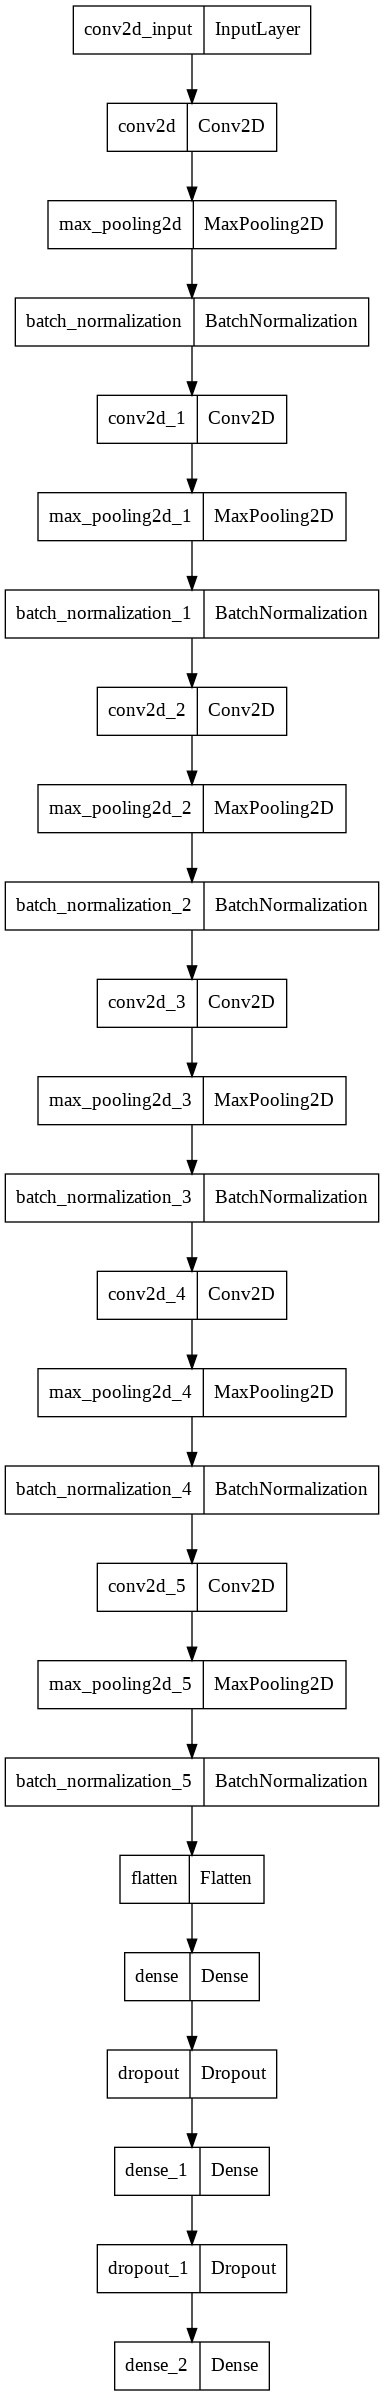 conv2d_input InputLayer
conv2d Conv2D
max_pooling2d MaxPooling2D
batch_normalization BatchNormalization
conv2d_1 Conv2D
max_pooling2d_1 MaxPooling2D
batch_normalization_1 BatchNormalization
conv2d_2 Conv2D
max_pooling2d_2 MaxPooling2D
batch_normalization_2 BatchNormalization
conv2d_3 Conv2D
max_pooling2d_3 MaxPooling2D
batch_normalization_3 BatchNormalization
conv2d_4 Conv2D
max_pooling2d_4 MaxPooling2D
batch_normalization_4 BatchNormalization
conv2d_5 Conv2D
max_pooling2d_5 MaxPooling2D
batch_normalization_5 BatchNormalization
flatten Flatten
dense Dense
dropout Dropout
dense_1 Dense
dropout_1 Dropout
dense_2 Dense